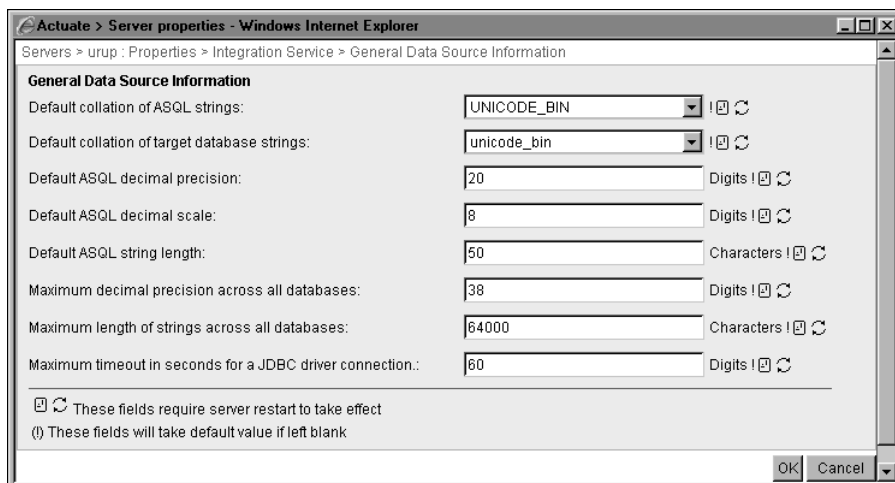 Actuate > Server properties - Windows Internet Explorer
Servers > urup : Properties > Integration Service > General Data Source Information
General Data Source Information
Default collation of ASQL strings: UNICODE_BIN !
Default collation of target database strings: unicode_bin !
Default ASQL decimal precision: 20 Digits !
Default ASQL decimal scale: 8 Digits !
Default ASQL string length: 50 Characters !
Maximum decimal precision across all databases: 38 Digits !
Maximum length of strings across all databases: 64000 Characters !
Maximum timeout in seconds for a JDBC driver connection.: 60 Digits !
These fields require server restart to take effect
(!) These fields will take default value if left blank
OK Cancel